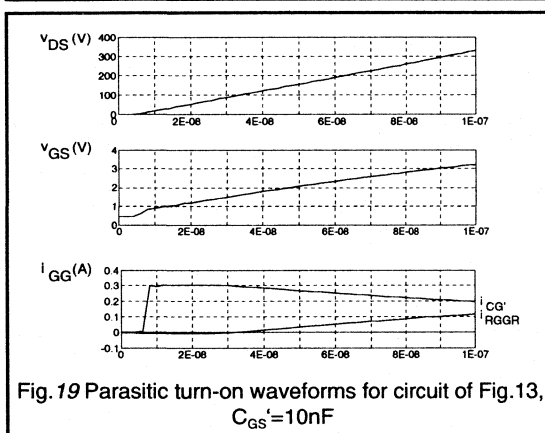 v_DS (V)
400
300
200
100
0
0 2E-08 4E-08 6E-08 8E-08 1E-07
v_GS (V)
4
3
2
1
0
0 2E-08 4E-08 6E-08 8E-08 1E-07
i_GG (A)
0.4
0.3
0.2
0.1
0
-0.1
i_CG'
i_RGGR
0 2E-08 4E-08 6E-08 8E-08 1E-07
Fig.19 Parasitic turn-on waveforms for circuit of Fig.13,
C_GS'=10nF